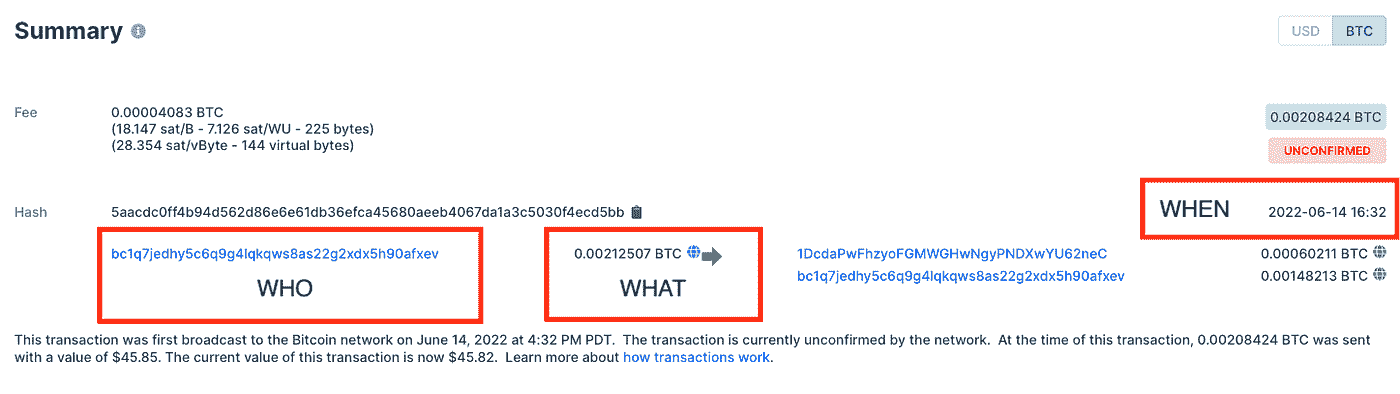 Summary
USD BTC
Fee 0.00004083 BTC 0.00208424 BTC
(18.147 sat/B - 7.126 sat/WU - 225 bytes)
(28.354 sat/vByte - 144 virtual bytes) UNCONFIRMED
Hash 5aacdc0ff4b94d562d86e6e61db36efca45680aeeb4067da1a3c5030f4ecd5bb WHEN 2022-06-14 16:32
bc1q7jedhy5c6q9g4lqkqws8as22g2xdx5h90afxev 0.00212507 BTC 1DcdaPwFhzyoFGMWGHwNgyPNDXwYU62neC 0.00060211 BTC
bc1q7jedhy5c6q9g4lqkqws8as22g2xdx5h90afxev 0.00148213 BTC
WHO WHAT
This transaction was first broadcast to the Bitcoin network on June 14, 2022 at 4:32 PM PDT. The transaction is currently unconfirmed by the network. At the time of this transaction, 0.00208424 BTC was sent
with a value of $45.85. The current value of this transaction is now $45.82. Learn more about how transactions work.